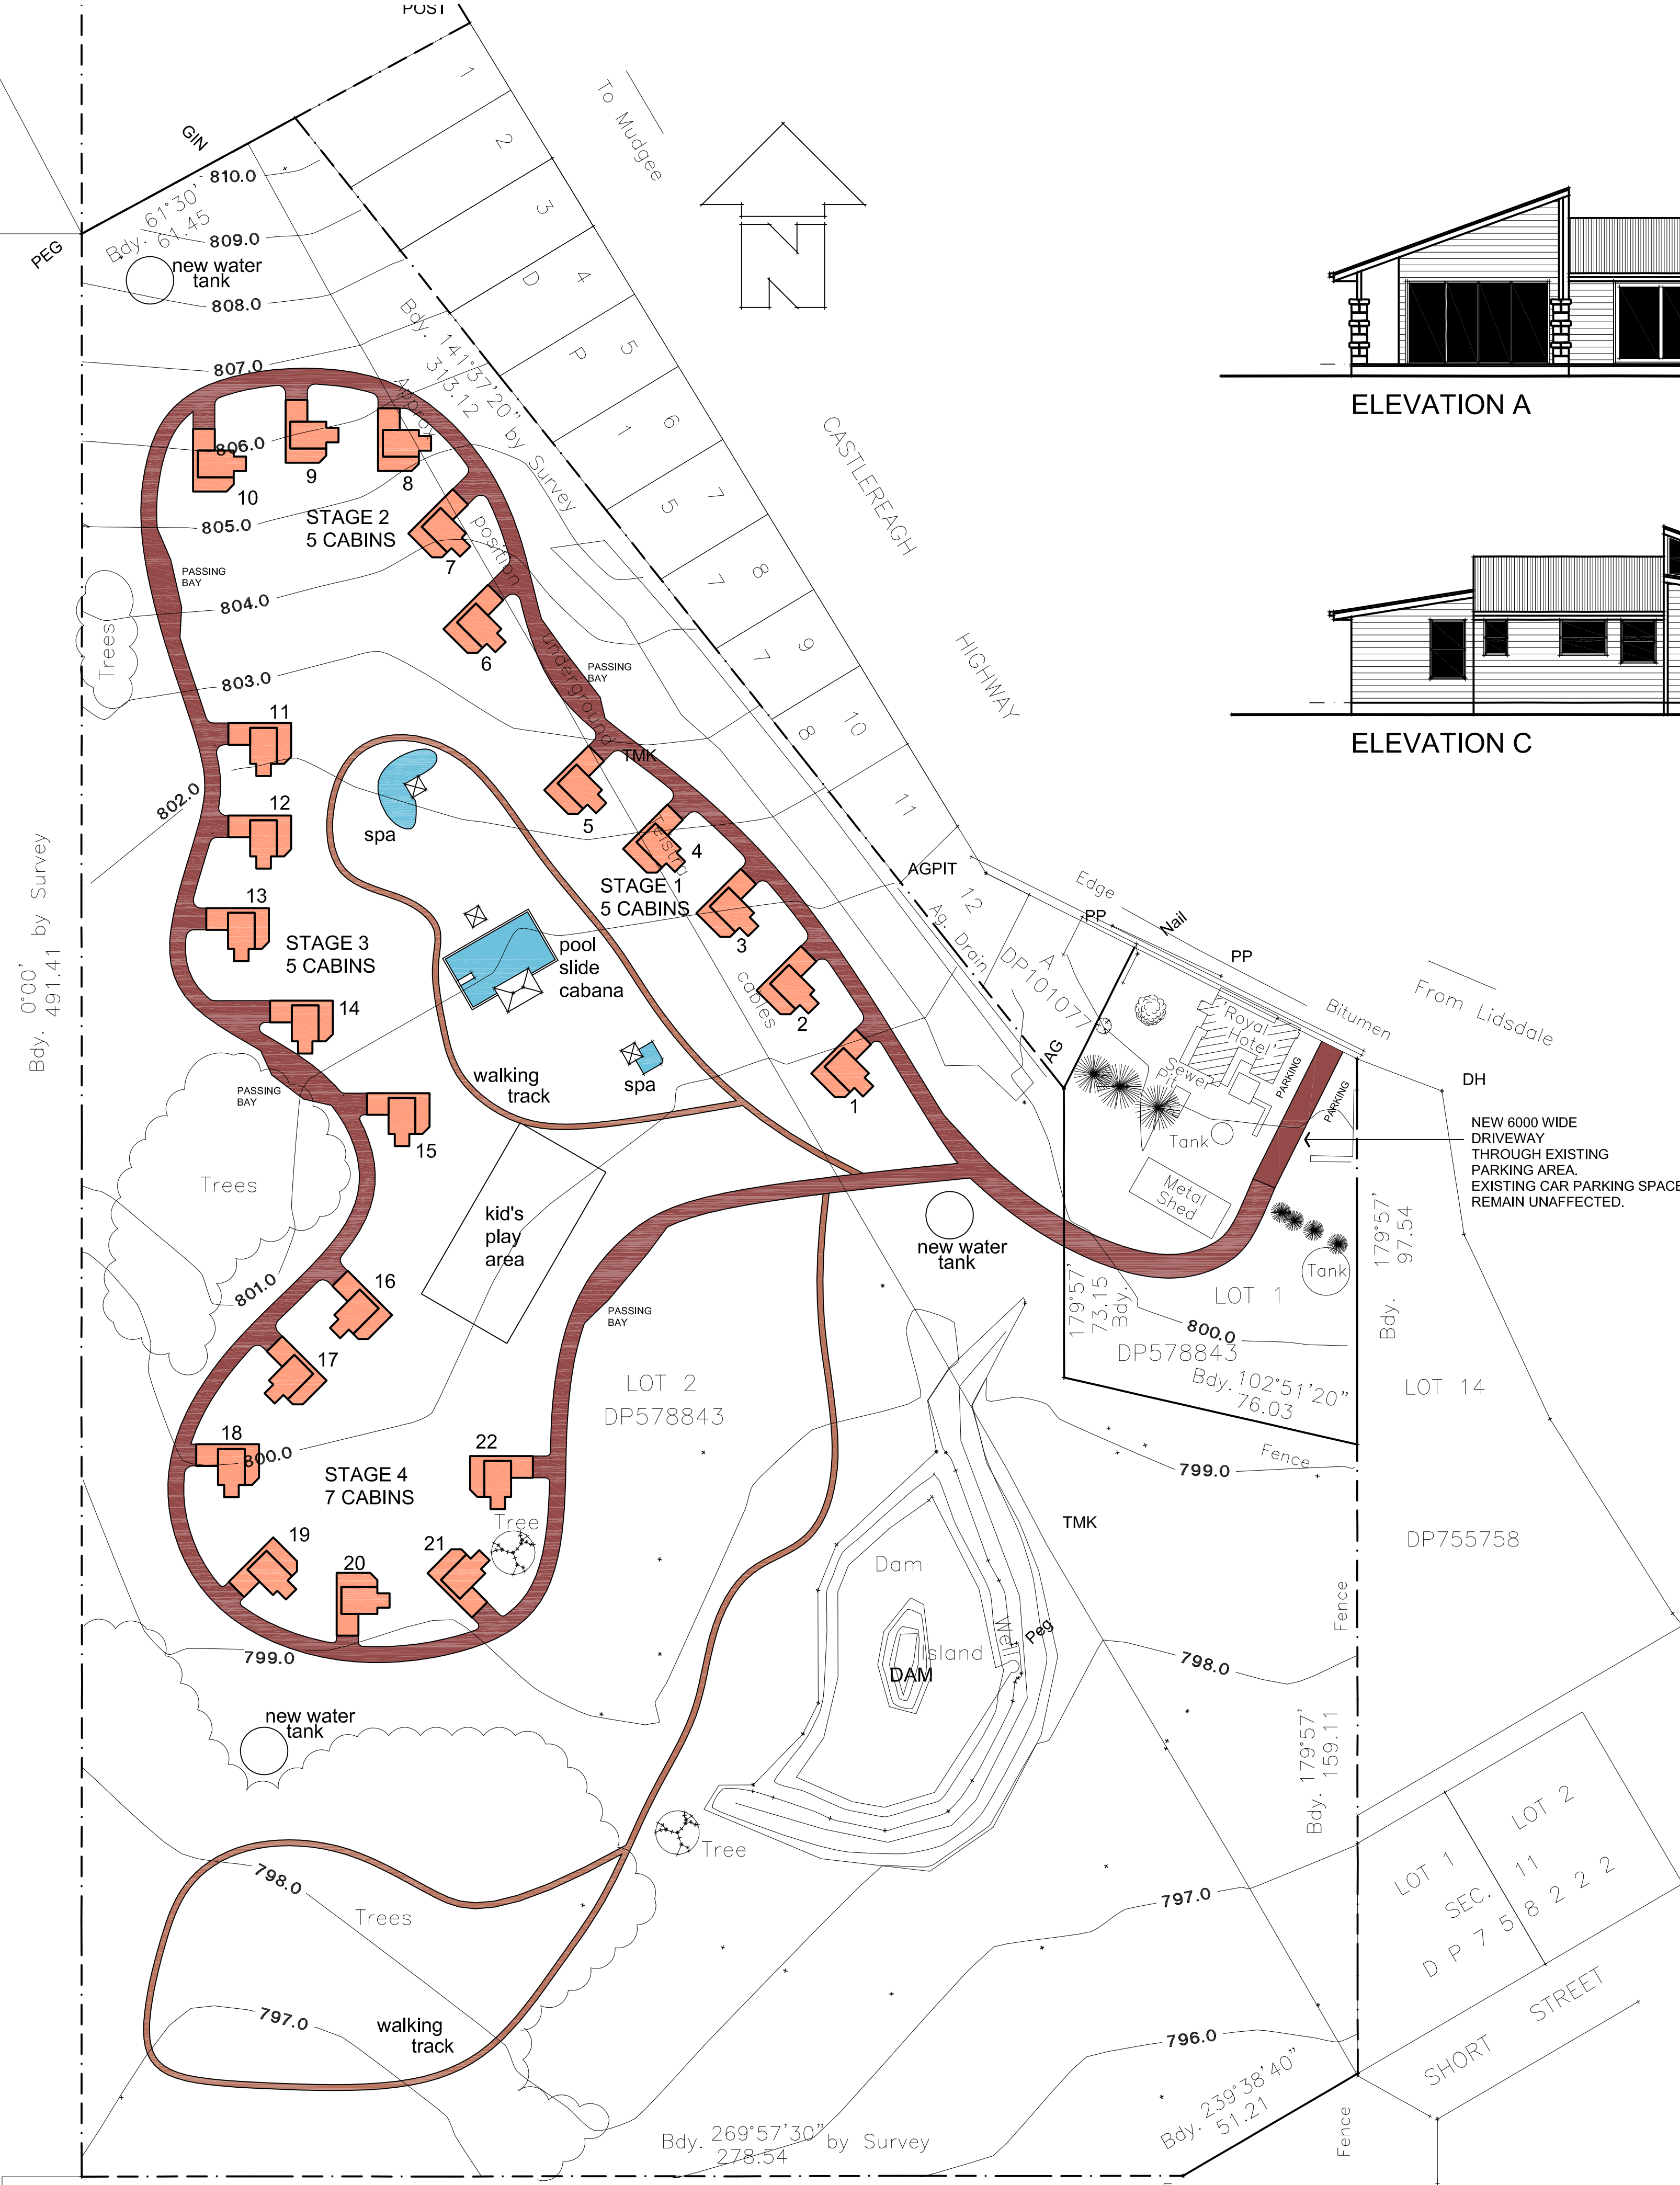 POST
GIN
PEG
Bdy. 61°30'
61.45
810.0
809.0
808.0
807.0
806.0
805.0
804.0
803.0
802.0
new water
tank
To Mudgee
N
1
2
3
4
5
6
7
8
9
10
11
12
D P 1 5 7 7 8
Bdy. 141°37'20" by Survey
313.12
CASTLEREAGH
HIGHWAY
ELEVATION A
ELEVATION C
Approx
position
underground
Telstra
cables
10
9
8
7
6
STAGE 2
5 CABINS
PASSING
BAY
Trees
PASSING
BAY
TMK
11
12
13
14
15
5
4
3
2
1
spa
STAGE 1
5 CABINS
STAGE 3
5 CABINS
pool
slide
cabana
spa
walking
track
PASSING
BAY
Trees
kid's
play
area
Bdy. 0°00'
491.41 by Survey
AGPIT
Ag. Drain
A
DP101077
AG
Edge
PP
Nail
PP
Bitumen
From Lidsdale
'Royal
Hotel'
Sewer
Pit
Tank
Metal
Shed
PARKING
PARKING
DH
NEW 6000 WIDE
DRIVEWAY
THROUGH EXISTING
PARKING AREA.
EXISTING CAR PARKING SPACE
REMAIN UNAFFECTED.
Tank
179°57'
97.54
Bdy.
179°57'
73.15
Bdy.
LOT 1
800.0
DP578843
Bdy. 102°51'20"
76.03
LOT 14
DP755758
new water
tank
PASSING
BAY
LOT 2
DP578843
801.0
16
17
18
19
20
21
22
800.0
STAGE 4
7 CABINS
Tree
799.0
799.0
Fence
TMK
Dam
Island
DAM
Well
Peg
798.0
Fence
Bdy. 179°57'
159.11
new water
tank
Tree
798.0
Trees
797.0
walking
track
797.0
796.0
LOT 1
LOT 2
SEC. 11
D P 7 5 8 2 2 2
SHORT STREET
Bdy. 239°38'40"
51.21
Fence
Bdy. 269°57'30" by Survey
278.54